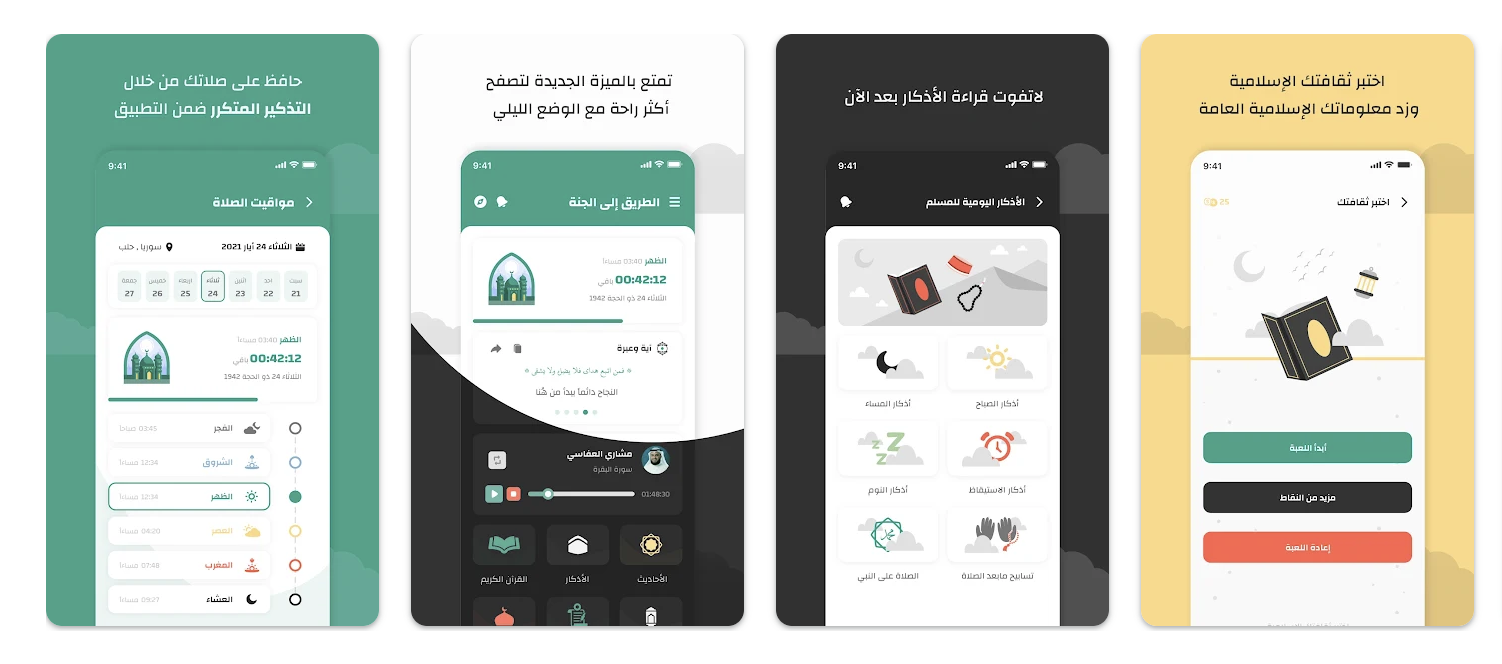 حافظ على صلاتك من خلال
التذكير المتكرر ضمن التطبيق
9:41
مواقيت الصلاة
الثلاثاء 24 أيار 2021
سوريا , حلب
سبت
احد
اثنين
ثلاثاء
اربعاء
خميس
جمعة
21
22
23
24
25
26
27
الظهر 03:40 مساءاً
00:42:12 باقي
الثلاثاء 24 ذو الحجة 1942
الفجر
03:45 صباحا
الشروق
12:34 مساءاً
الظهر
12:34 مساءاً
العصر
04:20 مساءاً
المغرب
07:48 مساءاً
العشاء
09:27 مساءاً
تمتع بالميزة الجديدة لتصفح
أكثر راحة مع الوضع الليلي
9:41
الطريق إلى الجنة
الظهر 03:40 مساءاً
00:42:12 باقي
الثلاثاء 24 ذو الحجة 1942
آية وعبرة
فمن اتبع هداي فلا يضل ولا يشقى
النجاح دائماً يبدأ من هُنا
مشاري العفاسي
سورة البقرة
01:48:30
الأحاديث
الأذكار
القرآن الكريم
لاتفوت قراءة الأذكار بعد الآن
9:41
الأذكار اليومية للمسلم
أذكار الصباح
أذكار المساء
أذكار الاستيقاظ
أذكار النوم
تسابيح مابعد الصلاة
الصلاة على النبي
اختبر ثقافتك الإسلامية
وزد معلوماتك الإسلامية العامة
9:41
اختبر ثقافتك
25
أبدأ اللعبة
مزيد من النقاط
إعادة اللعبة